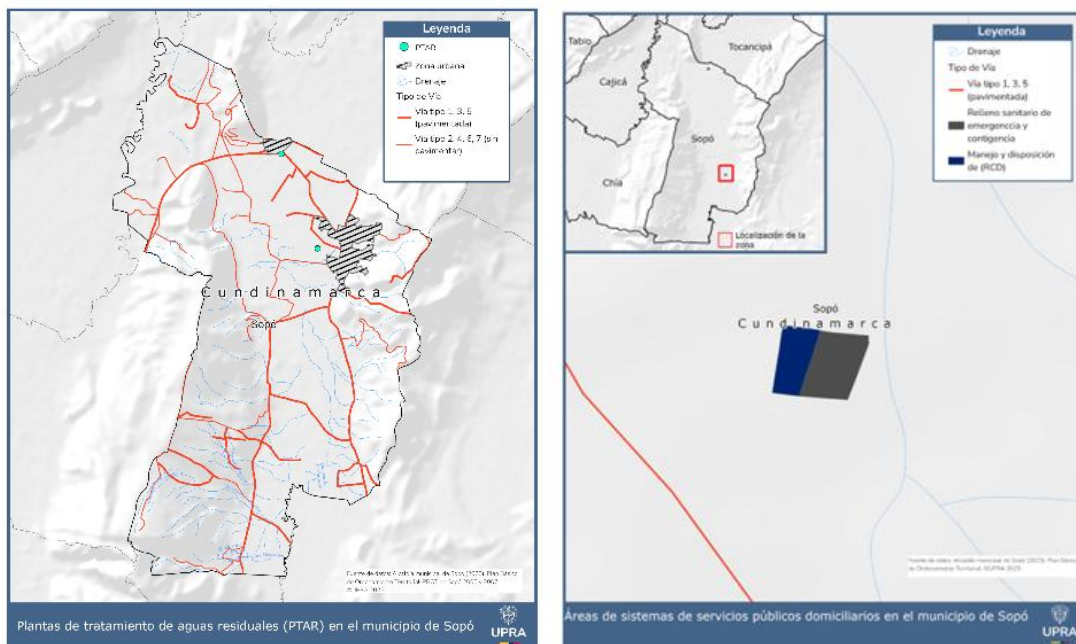 Leyenda
PTAR
Zona urbana
Drenaje
Tipo de Vía
Vía tipo 1, 3, 5
(pavimentada)
Vía tipo 2, 4, 6, 7 (sin
pavimentar)
Cundinamarca
Sopó
Plantas de tratamiento de aguas residuales (PTAR) en el municipio de Sopó
UPRA
Tabio
Tocancipá
Cajicá
Sopó
Chía
Localización de la
zona
Leyenda
Drenaje
Tipo de Vía
Vía tipo 1, 3, 5
(pavimentada)
Relleno sanitario de
emergenccia y
contigencia
Manejo y disposición
de (RCD)
Sopó
Cundinamarca
Áreas de sistemas de servicios públicos domiciliarios en el municipio de Sopó
UPRA